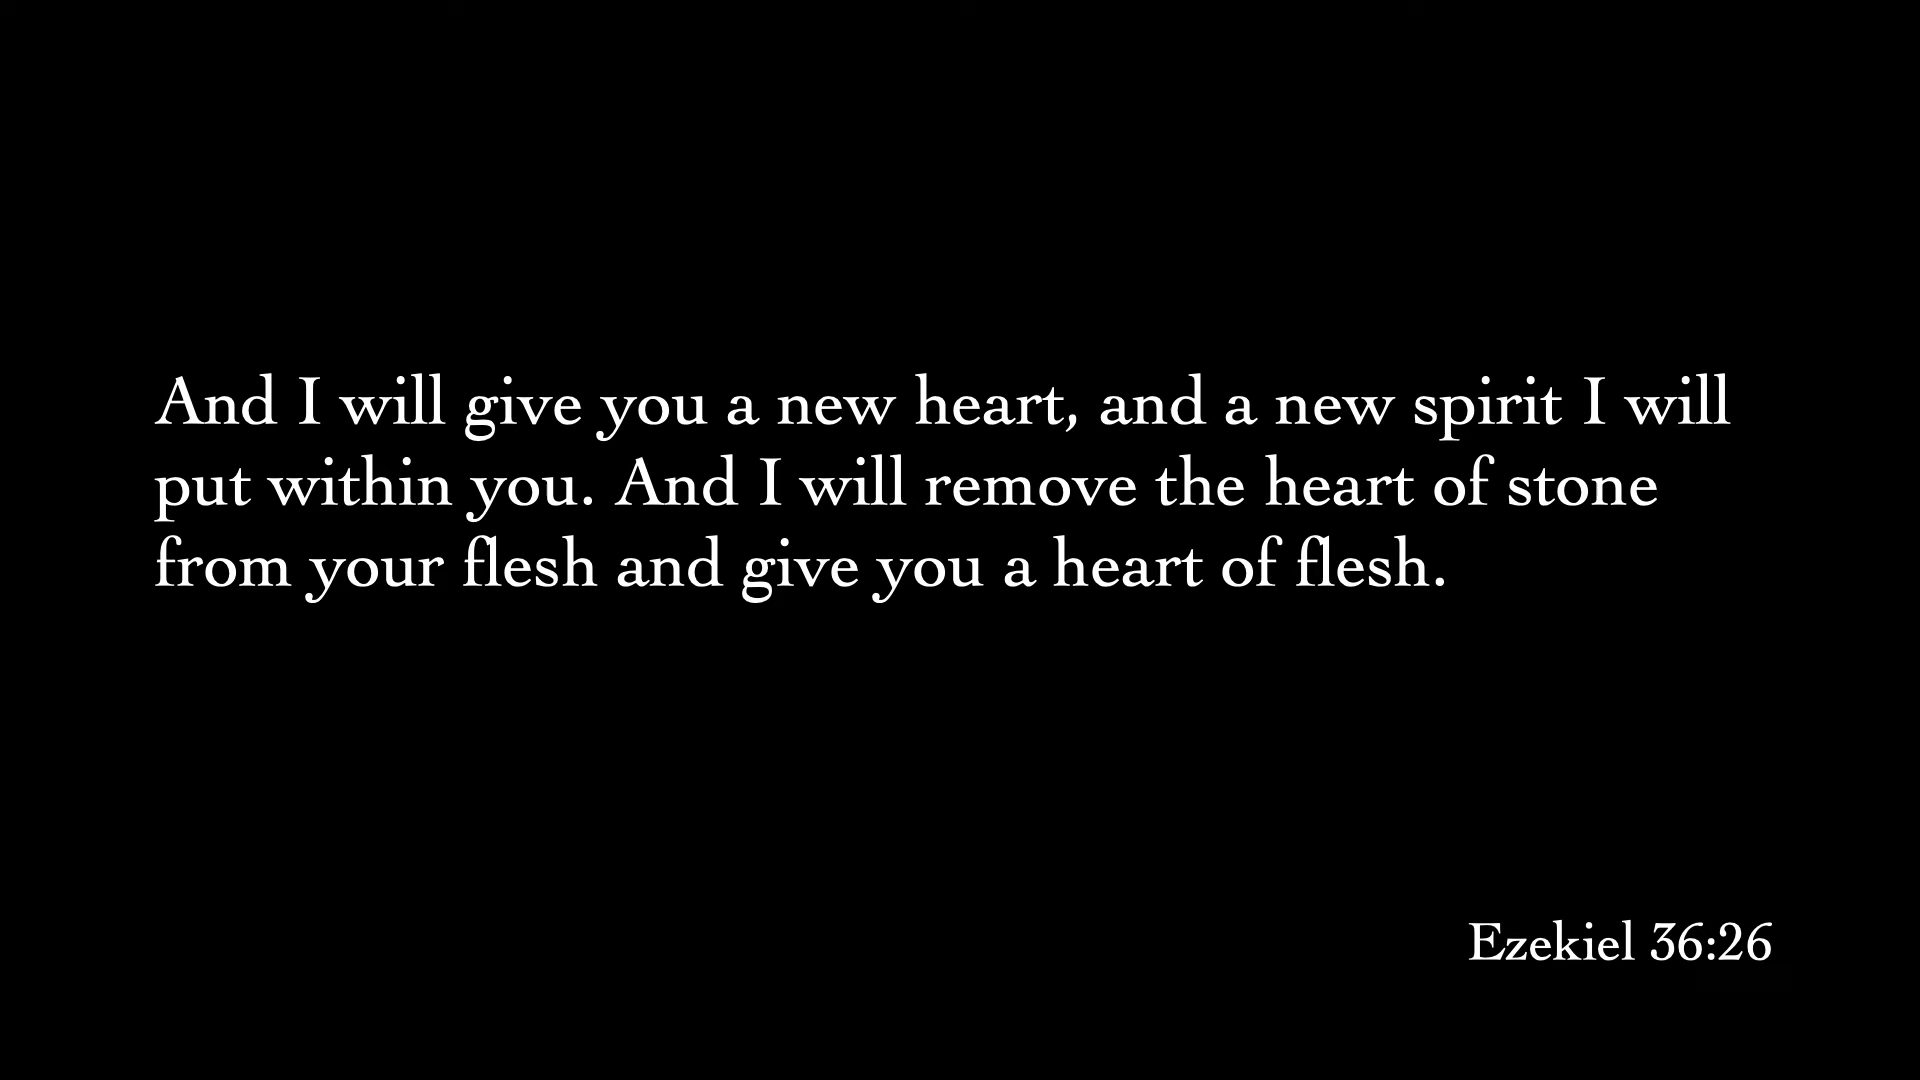 And I will give you a new heart, and a new spirit I will
put within you. And I will remove the heart of stone
from your flesh and give you a heart of flesh.
Ezekiel 36:26